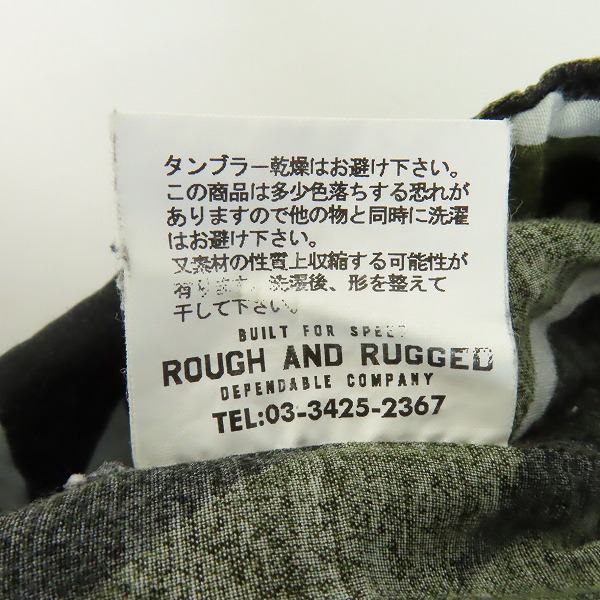 タンブラー乾燥はお避け下さい。
この商品は多少色落ちする恐れが
ありますので他の物と同時に洗濯
はお避け下さい。
又素材の性質上収縮する可能性が
有ります。洗濯後、形を整えて
干して下さい。
BUILT FOR SPEED
ROUGH AND RUGGED
DEPENDABLE COMPANY
TEL:03-3425-2367